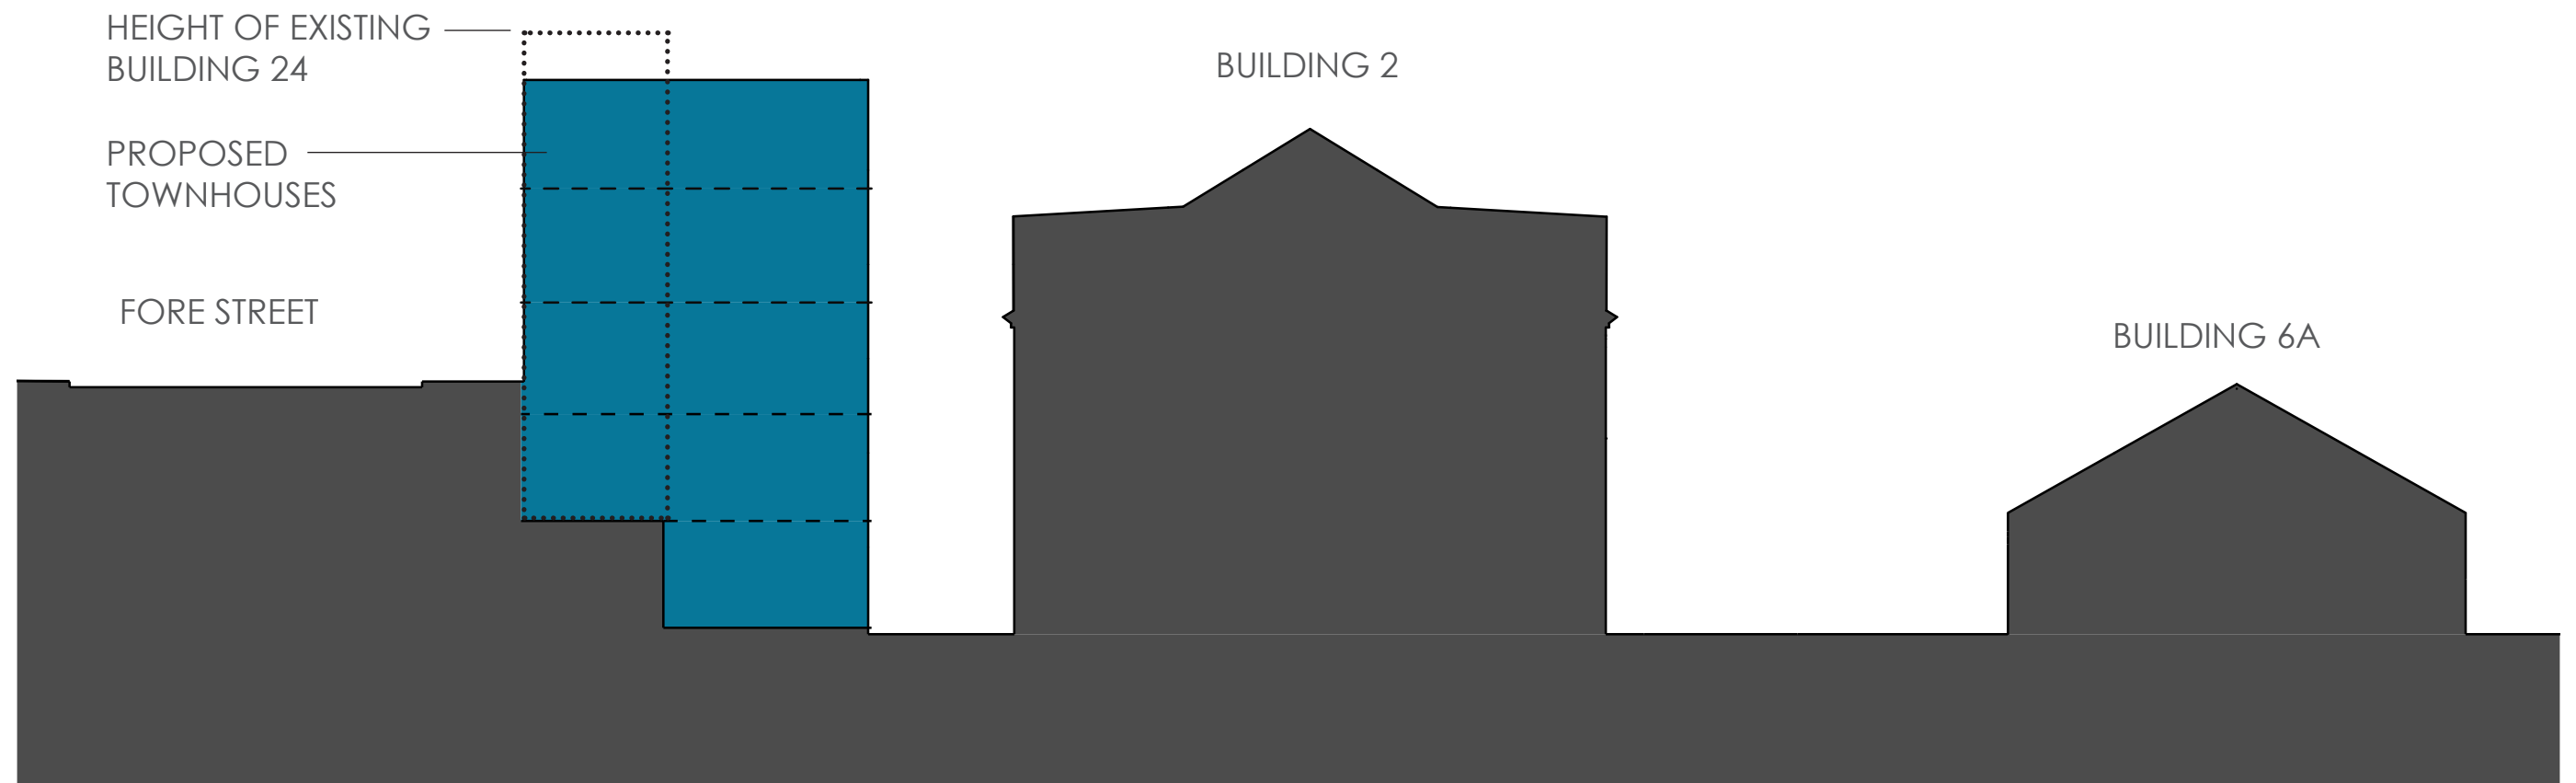 HEIGHT OF EXISTING
BUILDING 24
PROPOSED
TOWNHOUSES
FORE STREET
BUILDING 2
BUILDING 6A